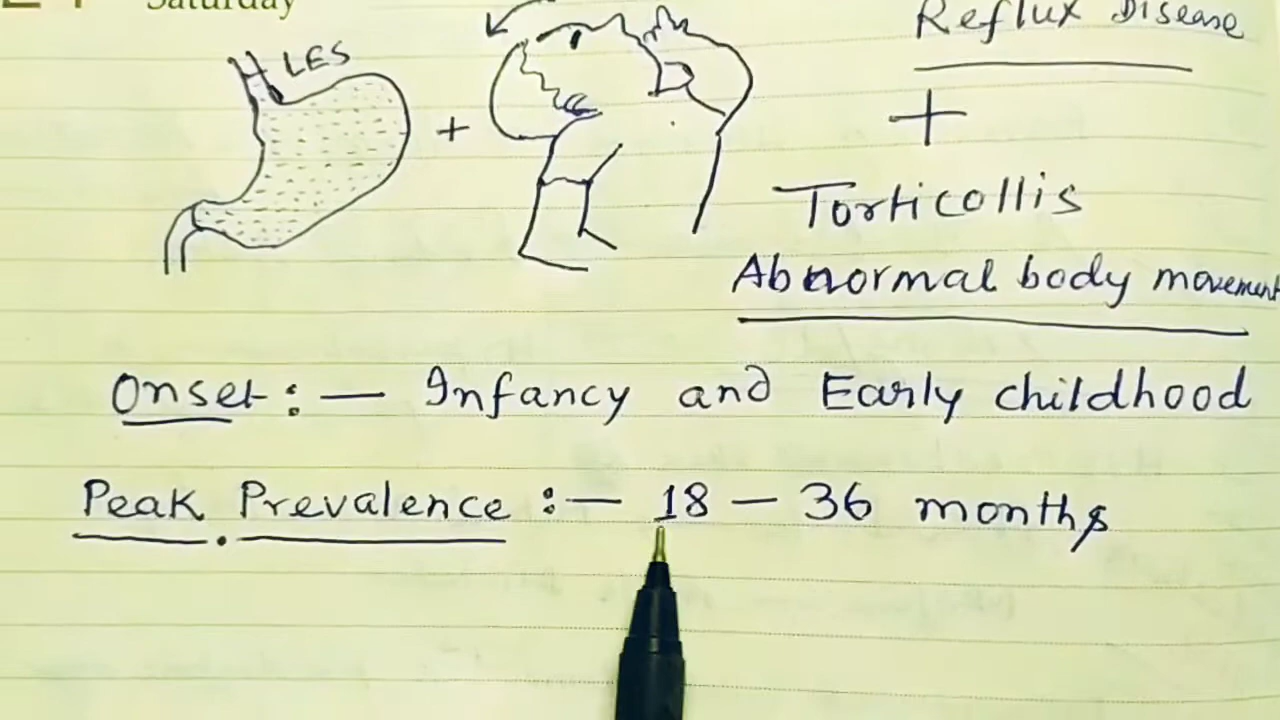 Saturday
Reflux Disease
LES
+
+
Torticollis
Abnormal body movement
Onset : — Infancy and Early childhood
Peak Prevalence : — 18 — 36 months